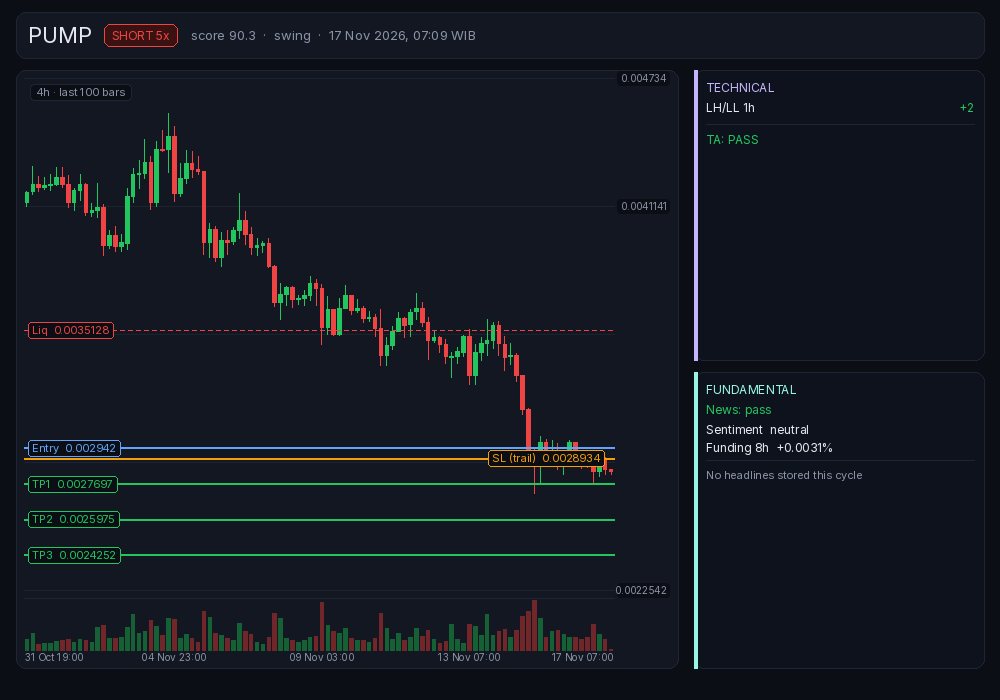 PUMP SHORT 5x score 90.3 · swing · 17 Nov 2026, 07:09 WIB
4h · last 100 bars
0.004734
0.0041141
Liq 0.0035128
Entry 0.002942
SL (trail) 0.0028934
TP1 0.0027697
TP2 0.0025975
TP3 0.0024252
0.0022542
31 Oct 19:00 04 Nov 23:00 09 Nov 03:00 13 Nov 07:00 17 Nov 07:00
TECHNICAL
LH/LL 1h +2
TA: PASS
FUNDAMENTAL
News: pass
Sentiment neutral
Funding 8h +0.0031%
No headlines stored this cycle